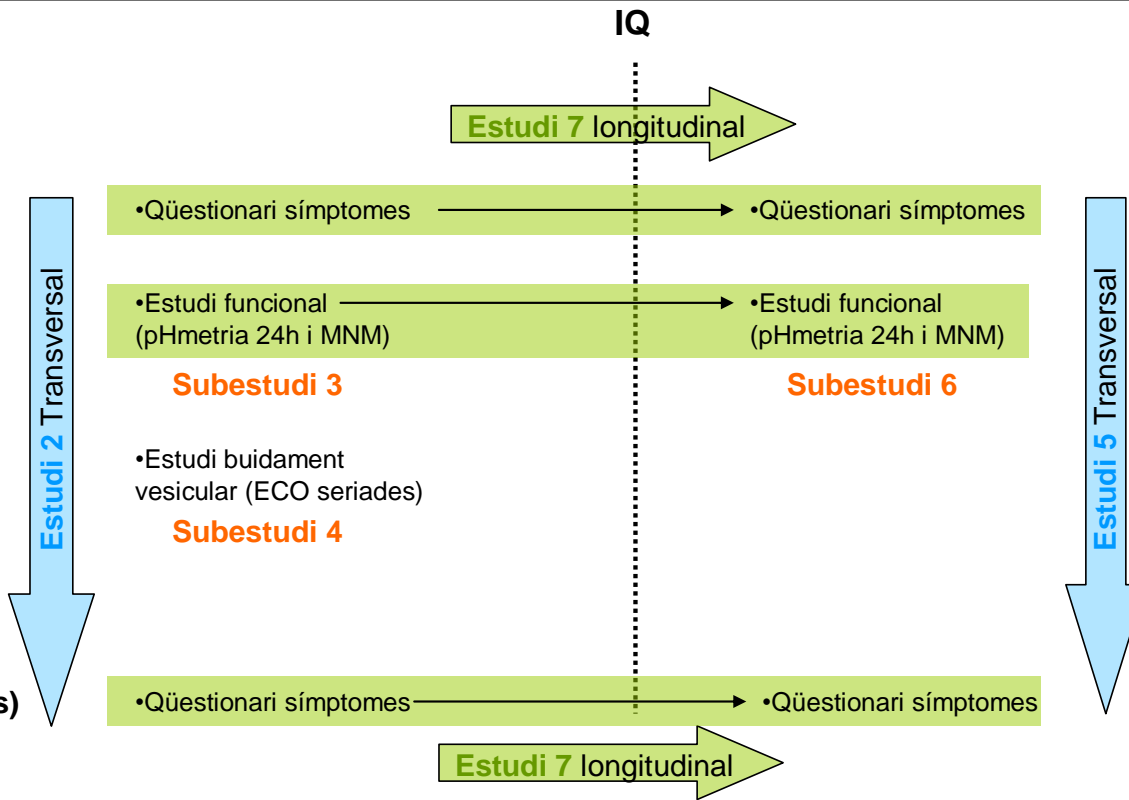 IQ
Estudi 7 longitudinal
•Qüestionari símptomes
•Qüestionari símptomes
•Estudi funcional
(pHmetria 24h i MNM)
•Estudi funcional
(pHmetria 24h i MNM)
Subestudi 3
Subestudi 6
Estudi 2 Transversal
Estudi 5 Transversal
•Estudi buidament
vesicular (ECO seriades)
Subestudi 4
s)
•Qüestionari símptomes
•Qüestionari símptomes
Estudi 7 longitudinal